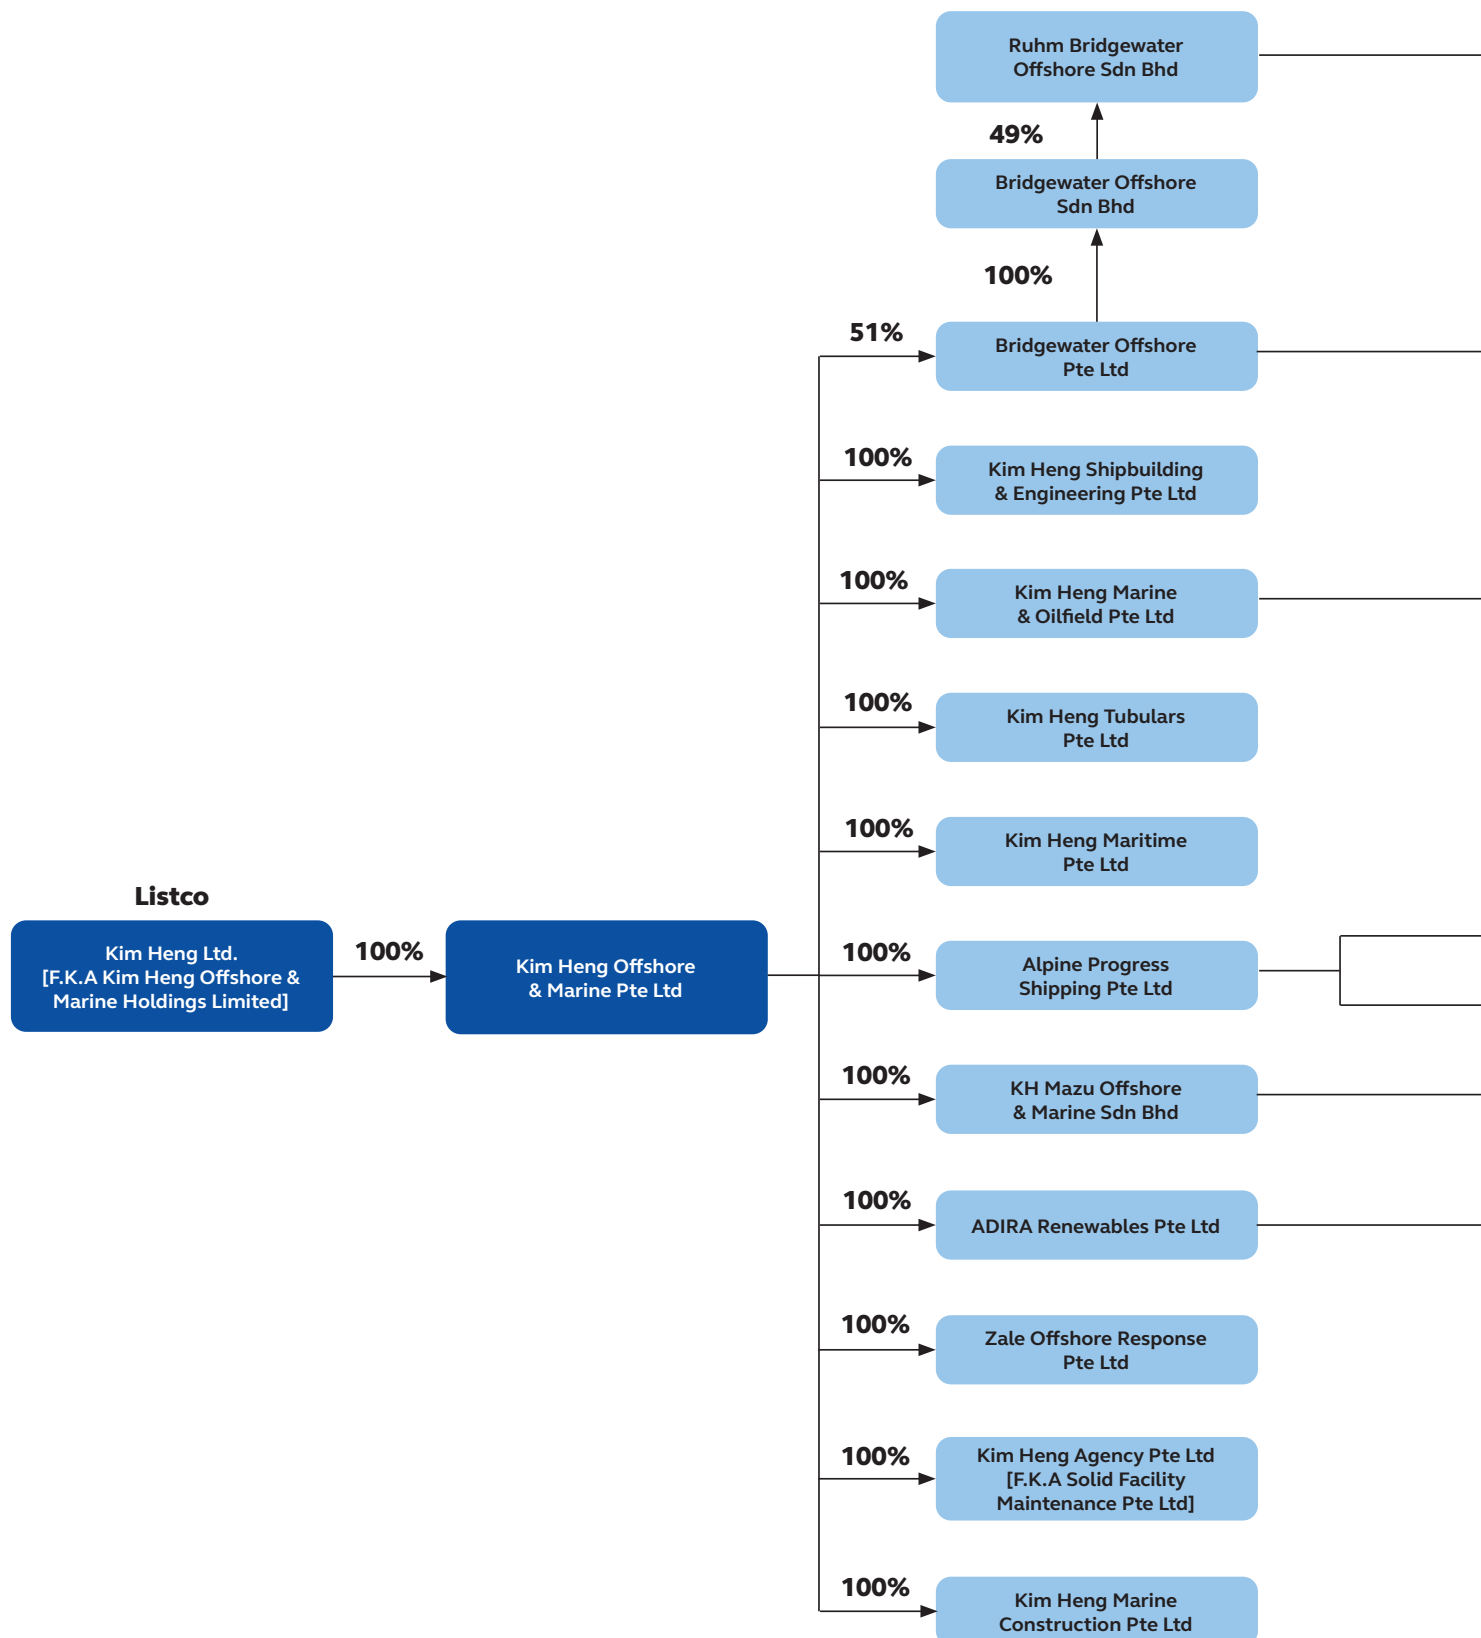 Ruhm Bridgewater
Offshore Sdn Bhd
49%
Bridgewater Offshore
Sdn Bhd
100%
51%
Bridgewater Offshore
Pte Ltd
100%
Kim Heng Shipbuilding
& Engineering Pte Ltd
100%
Kim Heng Marine
& Oilfield Pte Ltd
100%
Kim Heng Tubulars
Pte Ltd
100%
Kim Heng Maritime
Pte Ltd
Listco
Kim Heng Ltd.
[F.K.A Kim Heng Offshore &
Marine Holdings Limited]
100%
Kim Heng Offshore
& Marine Pte Ltd
100%
Alpine Progress
Shipping Pte Ltd
100%
KH Mazu Offshore
& Marine Sdn Bhd
100%
ADIRA Renewables Pte Ltd
100%
Zale Offshore Response
Pte Ltd
100%
Kim Heng Agency Pte Ltd
[F.K.A Solid Facility
Maintenance Pte Ltd]
100%
Kim Heng Marine
Construction Pte Ltd